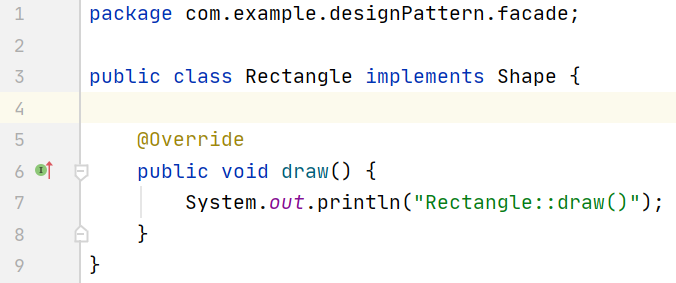 1 package com.example.designPattern.facade;
2
3 public class Rectangle implements Shape {
4
5     @Override
6     public void draw() {
7         System.out.println("Rectangle::draw()");
8     }
9 }